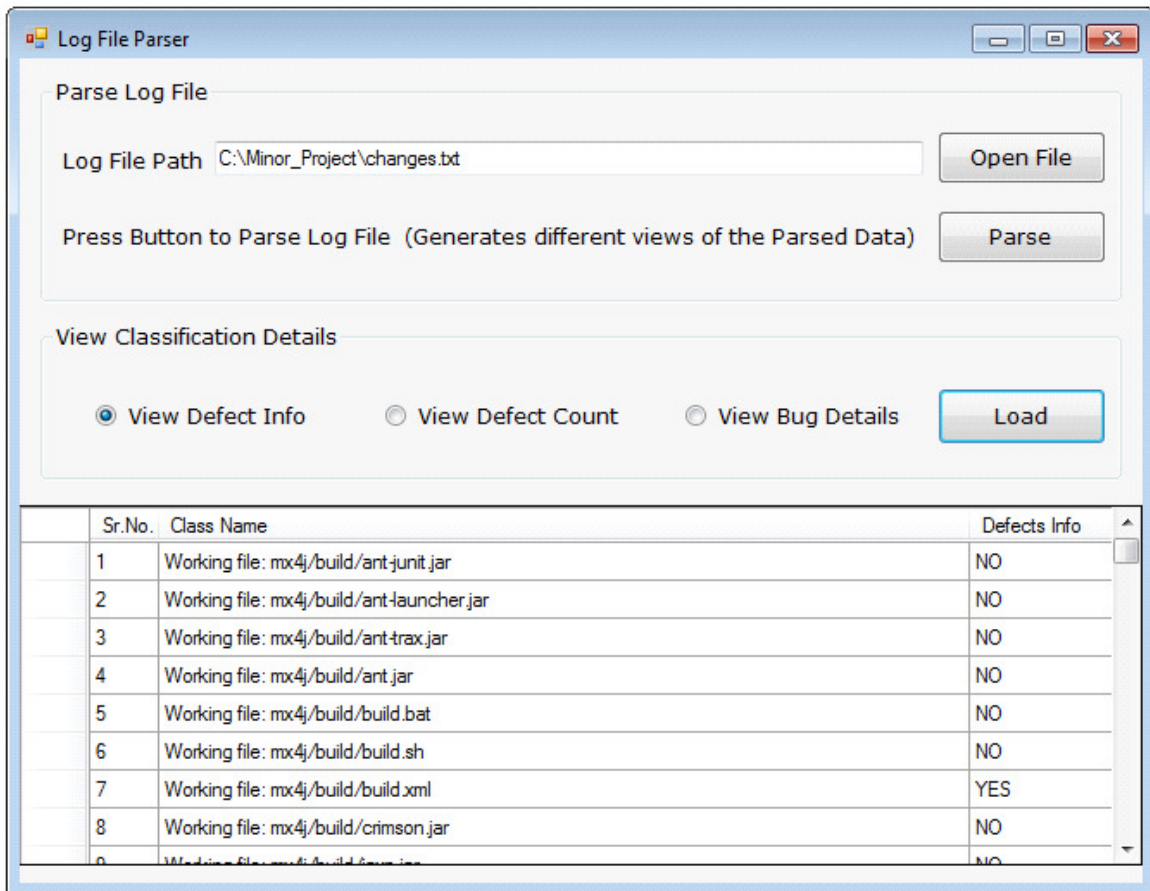 Log File Parser
Parse Log File
Log File Path C:\Minor_Project\changes.txt Open File
Press Button to Parse Log File (Generates different views of the Parsed Data) Parse
View Classification Details
View Defect Info View Defect Count View Bug Details Load
Sr.No. Class Name Defects Info
1 Working file: mx4j/build/ant-junit.jar NO
2 Working file: mx4j/build/ant-launcher.jar NO
3 Working file: mx4j/build/ant-trax.jar NO
4 Working file: mx4j/build/ant.jar NO
5 Working file: mx4j/build/build.bat NO
6 Working file: mx4j/build/build.sh NO
7 Working file: mx4j/build/build.xml YES
8 Working file: mx4j/build/crimson.jar NO
9 Working file: NO